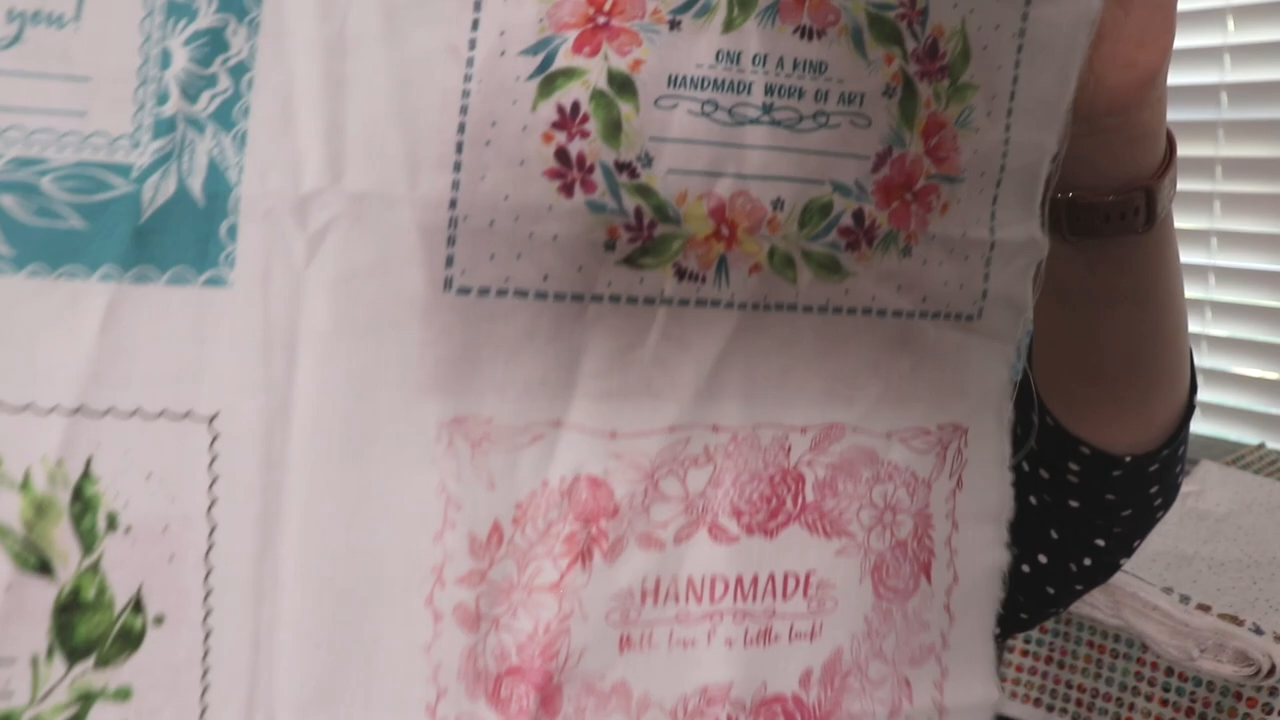 you!
ONE OF A KIND
HANDMADE WORK OF ART
HANDMADE
With love & a little luck!